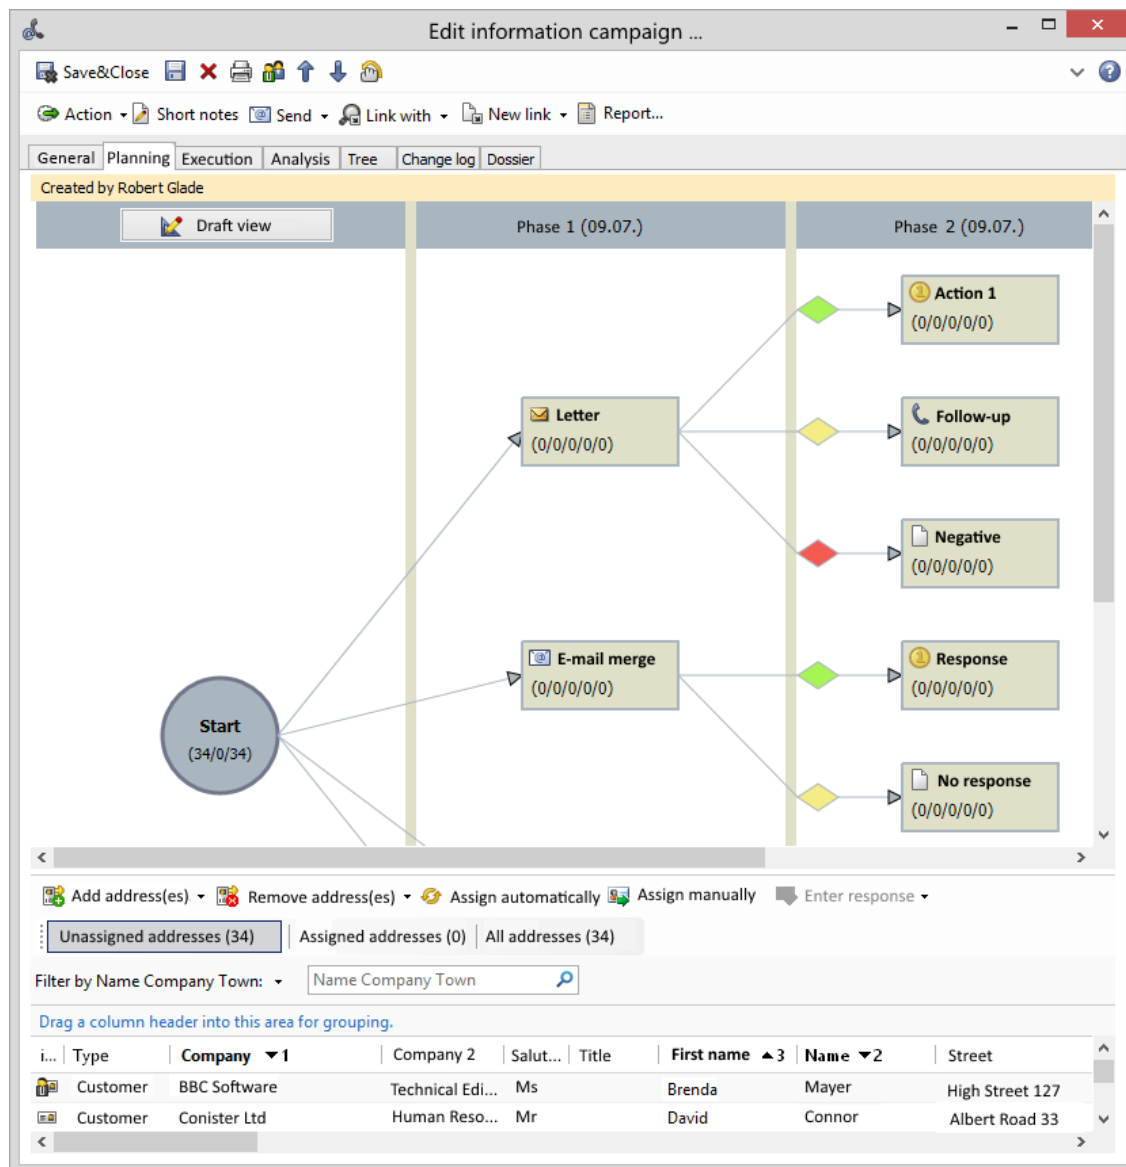 Edit information campaign ...
Save&Close
Action Short notes Send Link with New link Report...
General Planning Execution Analysis Tree Change log Dossier
Created by Robert Glade
Draft view Phase 1 (09.07.) Phase 2 (09.07.)
Action 1
(0/0/0/0/0)
Letter
(0/0/0/0/0)
Follow-up
(0/0/0/0/0)
Negative
(0/0/0/0/0)
E-mail merge
(0/0/0/0/0)
Response
(0/0/0/0/0)
Start
(34/0/34)
No response
(0/0/0/0/0)
Add address(es) Remove address(es) Assign automatically Assign manually Enter response
Unassigned addresses (34) Assigned addresses (0) All addresses (34)
Filter by Name Company Town: Name Company Town
Drag a column header into this area for grouping.
i... Type Company 1 Company 2 Salut... Title First name 3 Name 2 Street
Customer BBC Software Technical Edi... Ms Brenda Mayer High Street 127
Customer Conister Ltd Human Reso... Mr David Connor Albert Road 33